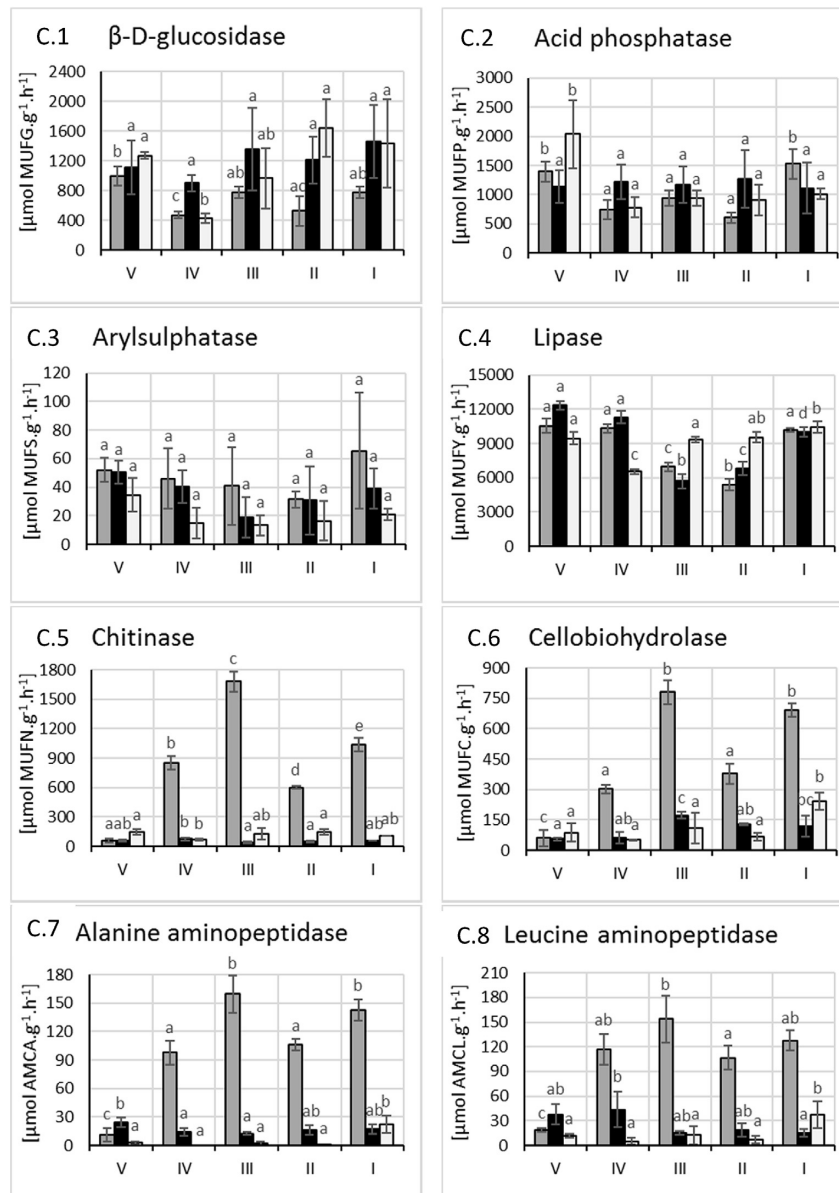 C.1 β-D-glucosidase
[µmol MUFG.g-1.h-1]
2400
2000
1600
1200
800
400
0
b a a
c a b
ab a ab
ac a a
ab a a
V IV III II I
C.2 Acid phosphatase
[µmol MUFP.g-1.h-1]
3000
2500
2000
1500
1000
500
0
a a b
a a a
a a a
a a a
b a a
V IV III II I
C.3 Arylsulphatase
[µmol MUFS.g-1.h-1]
120
100
80
60
40
20
0
a a a
a a a
a a a
a a a
a a a
V IV III II I
C.4 Lipase
[µmol MUFY.g-1.h-1]
15000
12000
9000
6000
3000
0
a a a
a a c
c b a
b c ab
a d b
V IV III II I
C.5 Chitinase
[µmol MUFN.g-1.h-1]
1800
1500
1200
900
600
300
0
a ab a
b b b
c a ab
d a a
e ab ab
V IV III II I
C.6 Cellobiohydrolase
[µmol MUFC.g-1.h-1]
900
750
600
450
300
150
0
c a a
a ab a
b c a
a ab a
b bc b
V IV III II I
C.7 Alanine aminopeptidase
[µmol AMCA.g-1.h-1]
180
150
120
90
60
30
0
c b a
a a a
b a a
a ab a
b ab b
V IV III II I
C.8 Leucine aminopeptidase
[µmol AMCL.g-1.h-1]
210
180
150
120
90
60
30
0
c ab a
ab b a
b ab a
a ab a
ab a b
V IV III II I